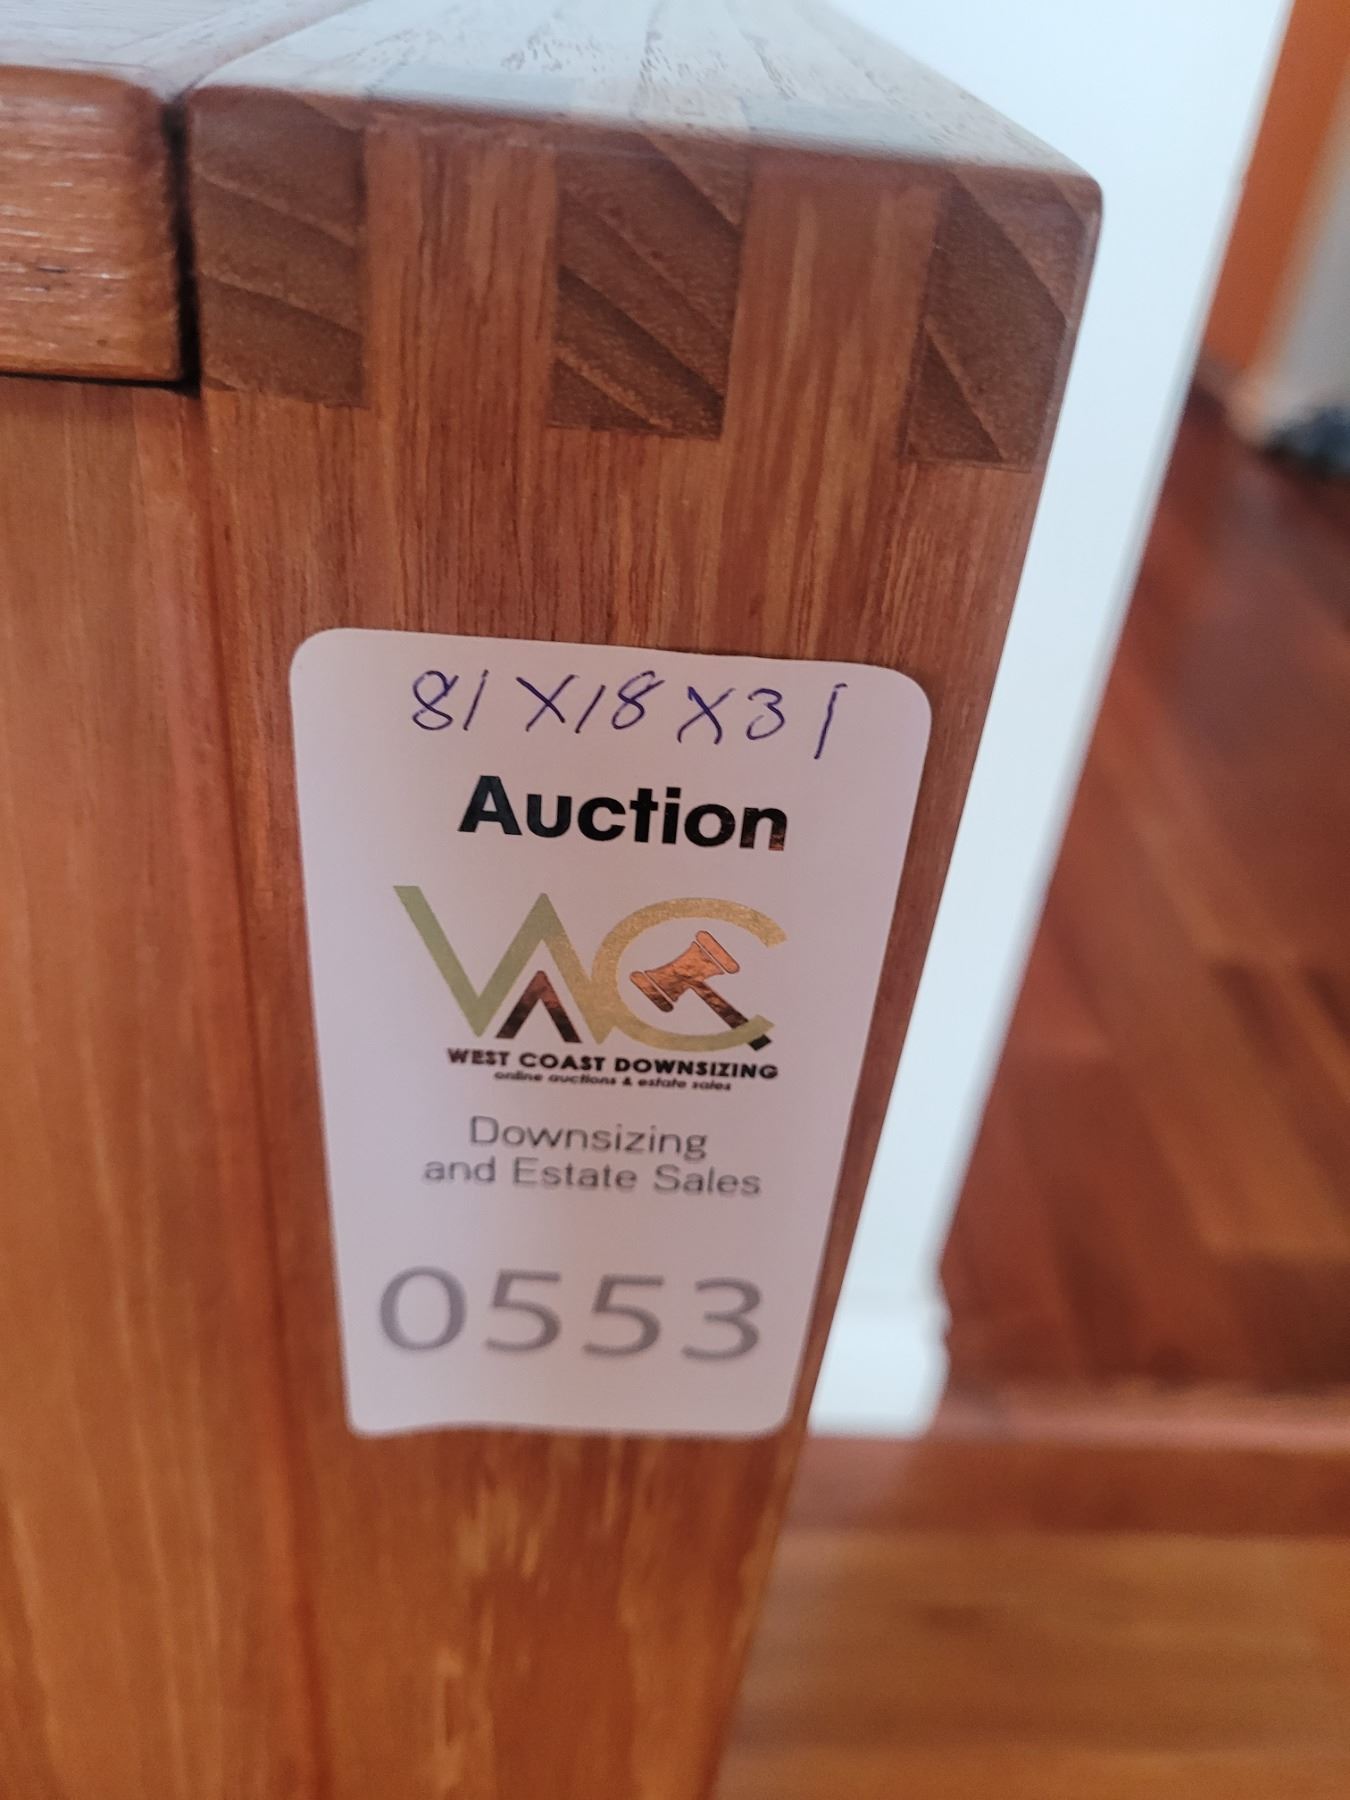 81 X 18 X 31
Auction
WC
WEST COAST DOWNSIZING
online auctions & estate sales
Downsizing
and Estate Sales
0553